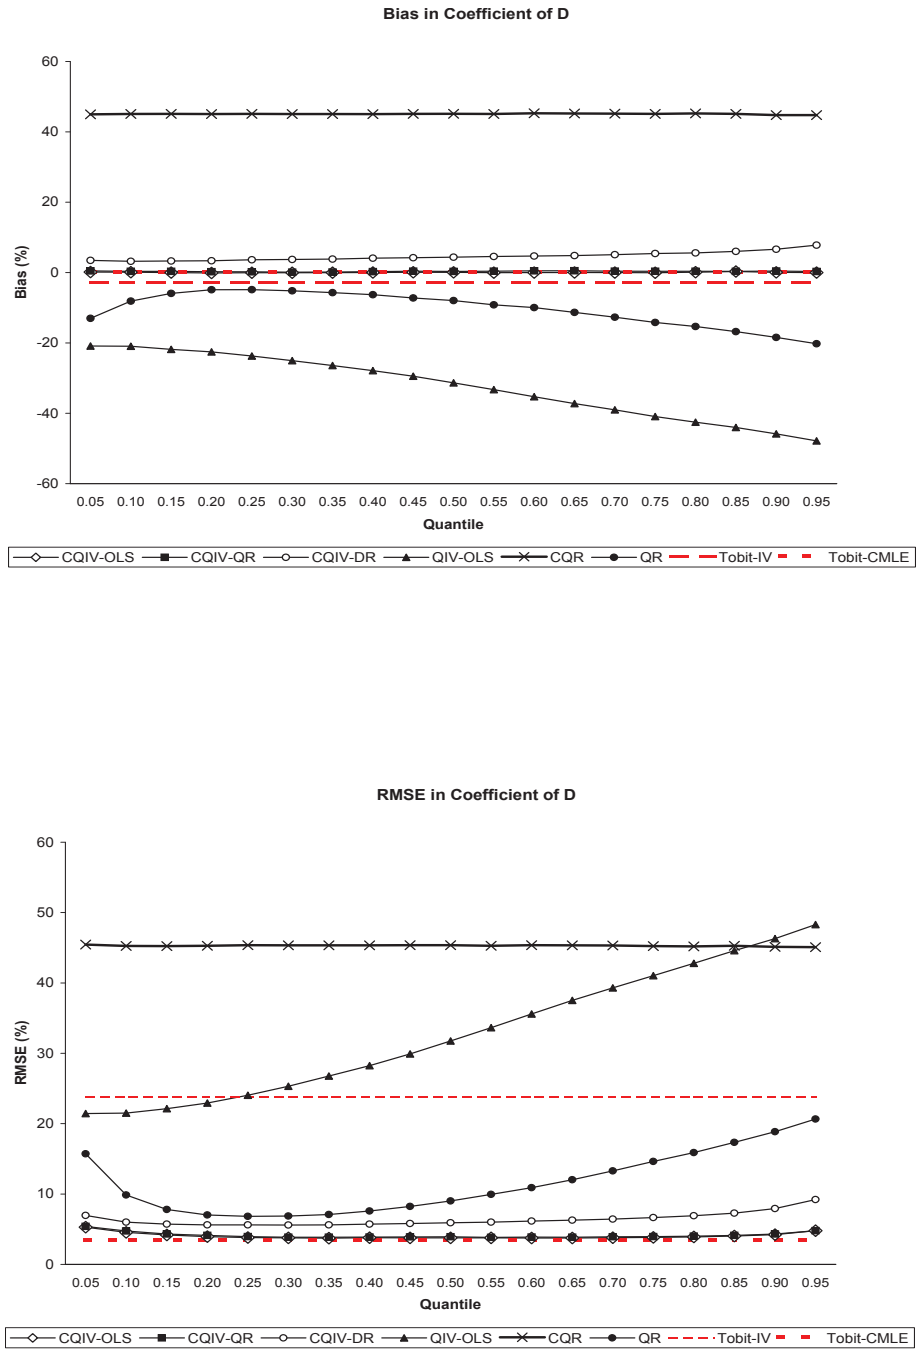 Bias in Coefficient of D
60
40
20
0
-20
-40
-60
Bias (%)
0.05 0.10 0.15 0.20 0.25 0.30 0.35 0.40 0.45 0.50 0.55 0.60 0.65 0.70 0.75 0.80 0.85 0.90 0.95
Quantile
CQIV-OLS CQIV-QR CQIV-DR QIV-OLS CQR QR Tobit-IV Tobit-CMLE
RMSE in Coefficient of D
60
50
40
30
20
10
0
RMSE (%)
0.05 0.10 0.15 0.20 0.25 0.30 0.35 0.40 0.45 0.50 0.55 0.60 0.65 0.70 0.75 0.80 0.85 0.90 0.95
Quantile
CQIV-OLS CQIV-QR CQIV-DR QIV-OLS CQR QR Tobit-IV Tobit-CMLE